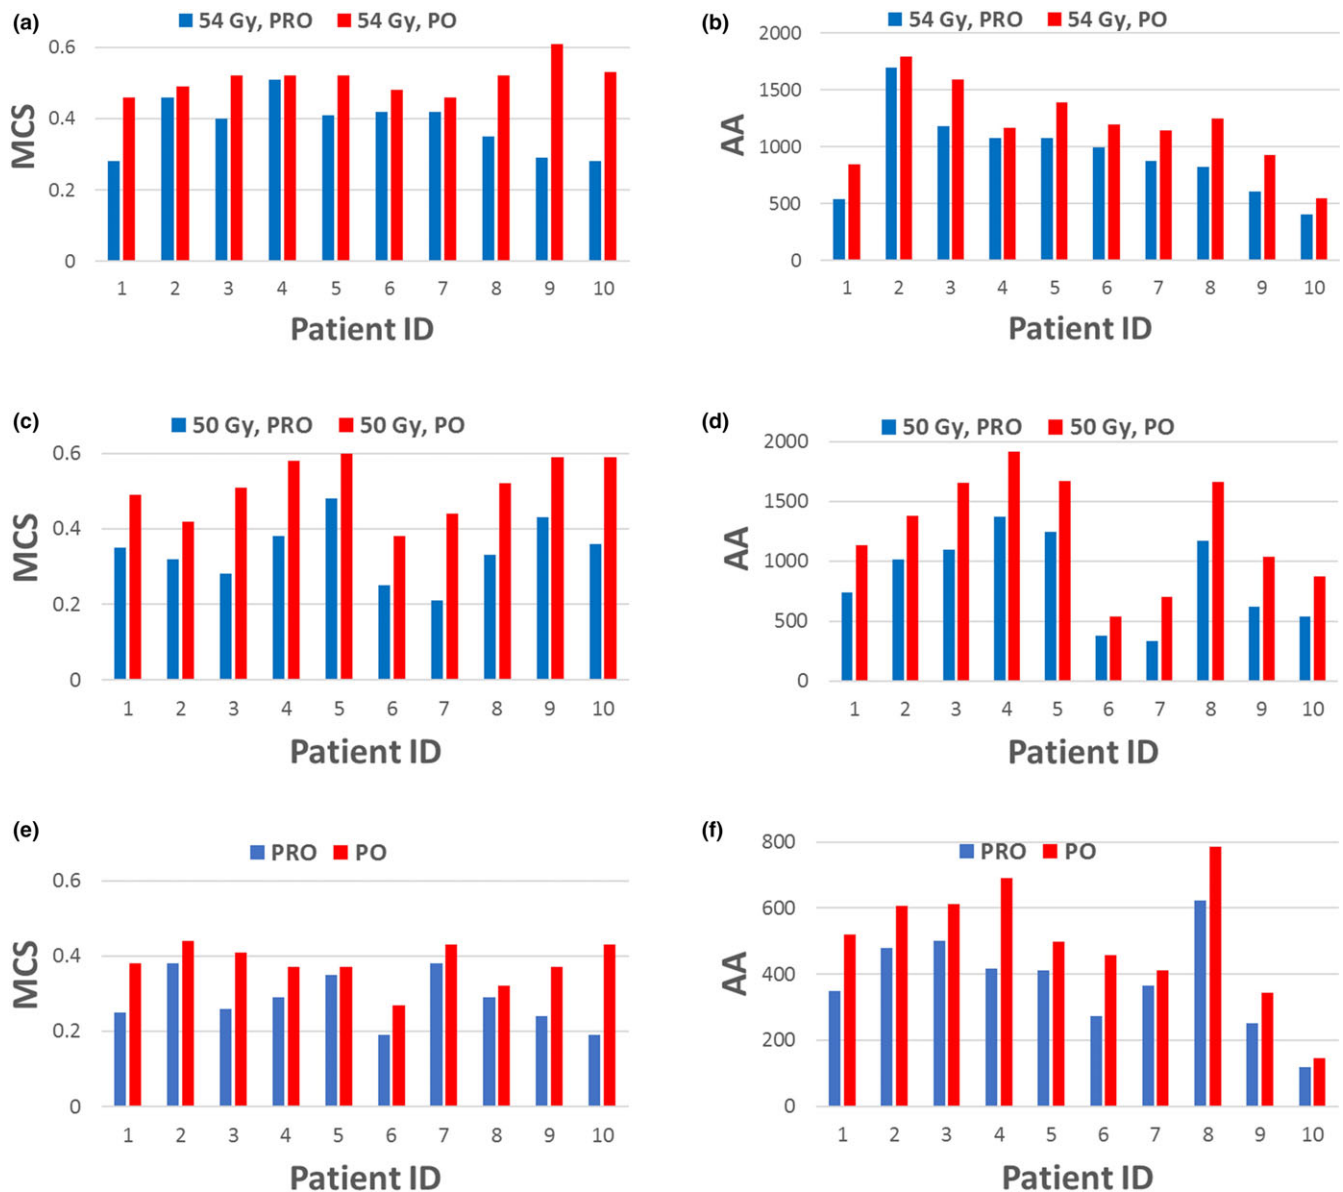 (a)
54 Gy, PRO 54 Gy, PO
MCS
0.6
0.4
0.2
0
1 2 3 4 5 6 7 8 9 10
Patient ID
(b)
54 Gy, PRO 54 Gy, PO
AA
2000
1500
1000
500
0
1 2 3 4 5 6 7 8 9 10
Patient ID
(c)
50 Gy, PRO 50 Gy, PO
MCS
0.6
0.4
0.2
0
1 2 3 4 5 6 7 8 9 10
Patient ID
(d)
50 Gy, PRO 50 Gy, PO
AA
2000
1500
1000
500
0
1 2 3 4 5 6 7 8 9 10
Patient ID
(e)
PRO PO
MCS
0.6
0.4
0.2
0
1 2 3 4 5 6 7 8 9 10
Patient ID
(f)
PRO PO
AA
800
600
400
200
0
1 2 3 4 5 6 7 8 9 10
Patient ID